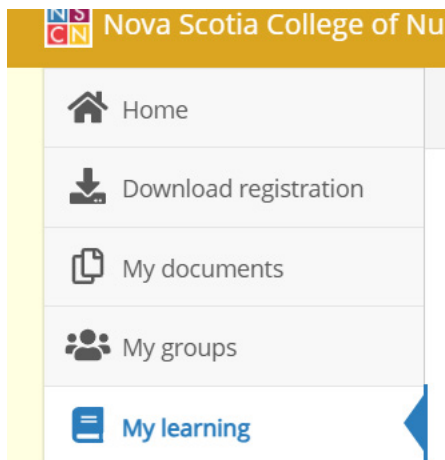 NS
CN
Nova Scotia College of Nu
Home
Download registration
My documents
My groups
My learning